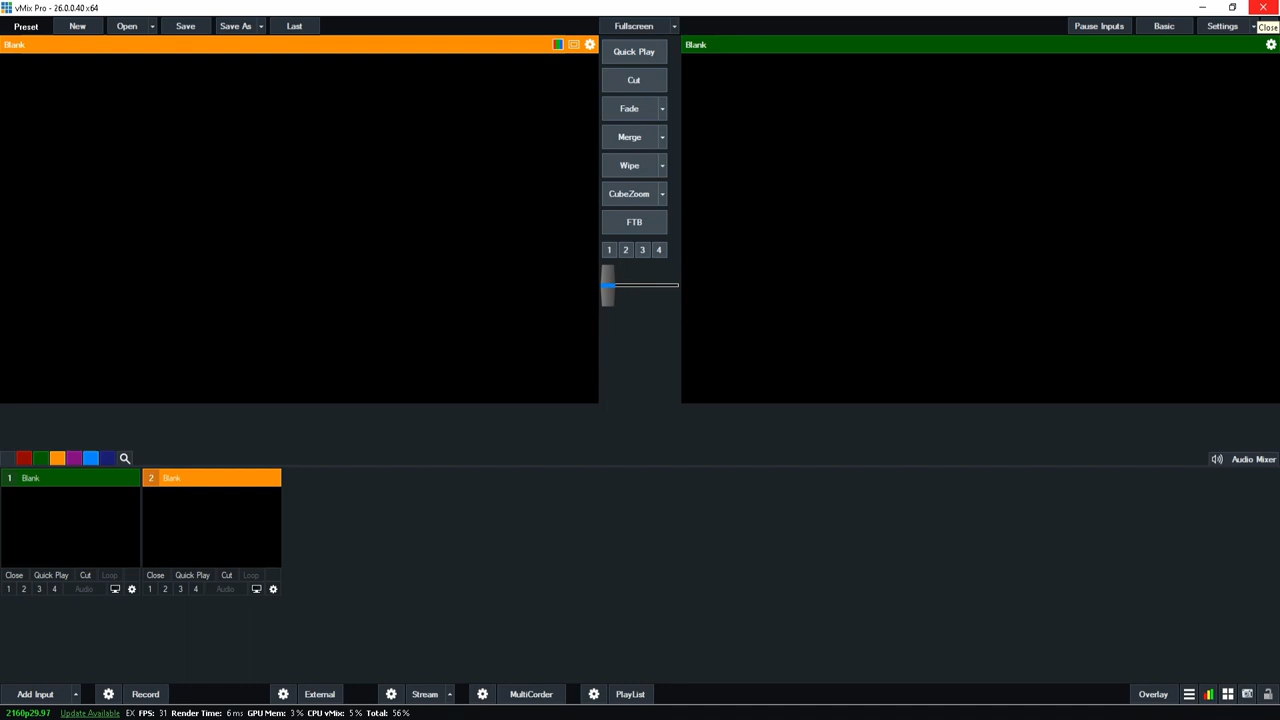 vMix Pro - 26.0.0.40 x64
Close
Preset New Open Save Save As Last Fullscreen Pause Inputs Basic Settings
Blank
Blank
Quick Play
Cut
Fade
Merge
Wipe
CubeZoom
FTB
1 2 3 4
Audio Mixer
1 Blank
2 Blank
Close Quick Play Cut Loop
Close Quick Play Cut Loop
1 2 3 4 Audio
1 2 3 4 Audio
Add Input Record External Stream MultiCorder PlayList Overlay
2160p29.97 Update Available EX FPS: 31 Render Time: 6 ms GPU Mem: 3 % CPU vMix: 5 % Total: 56 %